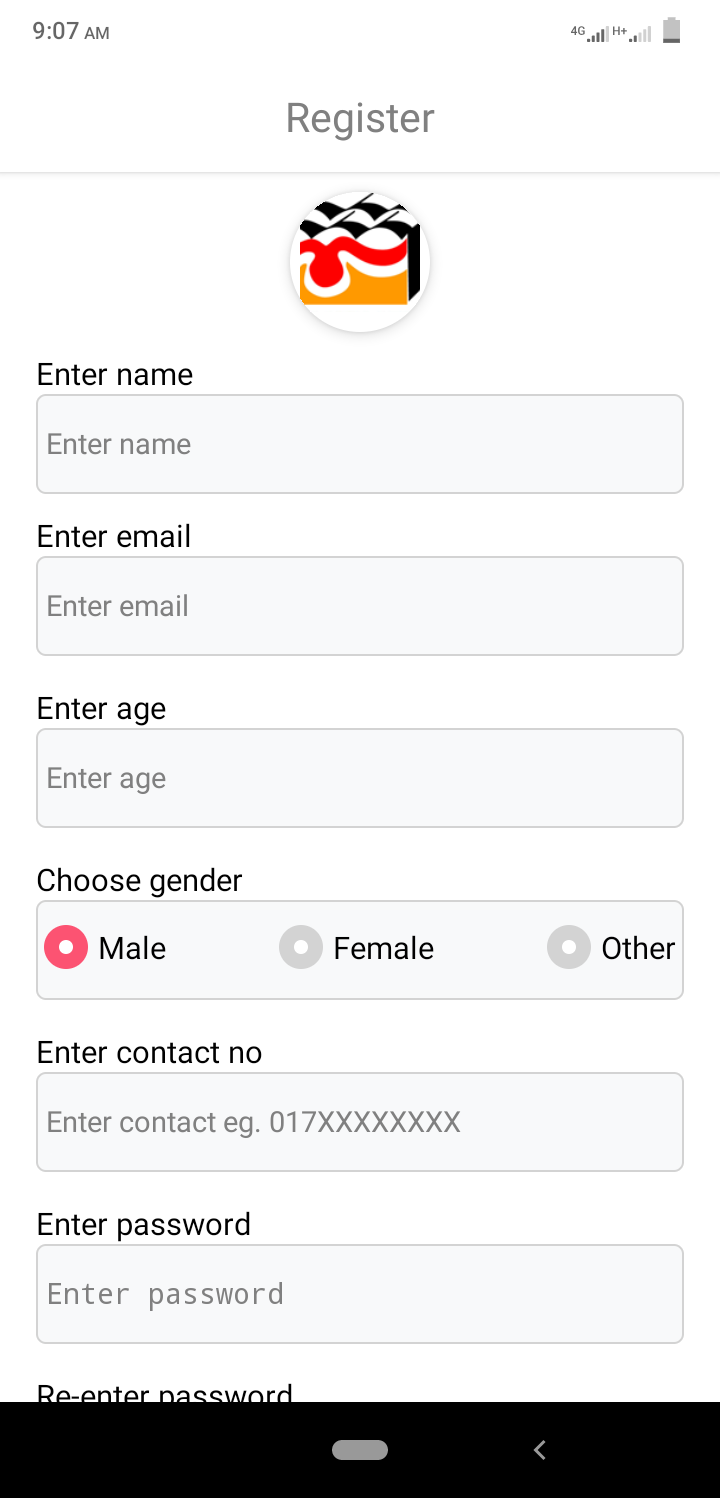 9:07 AM
4G H+
Register
Enter name
Enter name
Enter email
Enter email
Enter age
Enter age
Choose gender
Male Female Other
Enter contact no
Enter contact eg. 017XXXXXXXX
Enter password
Enter password
Re-enter password